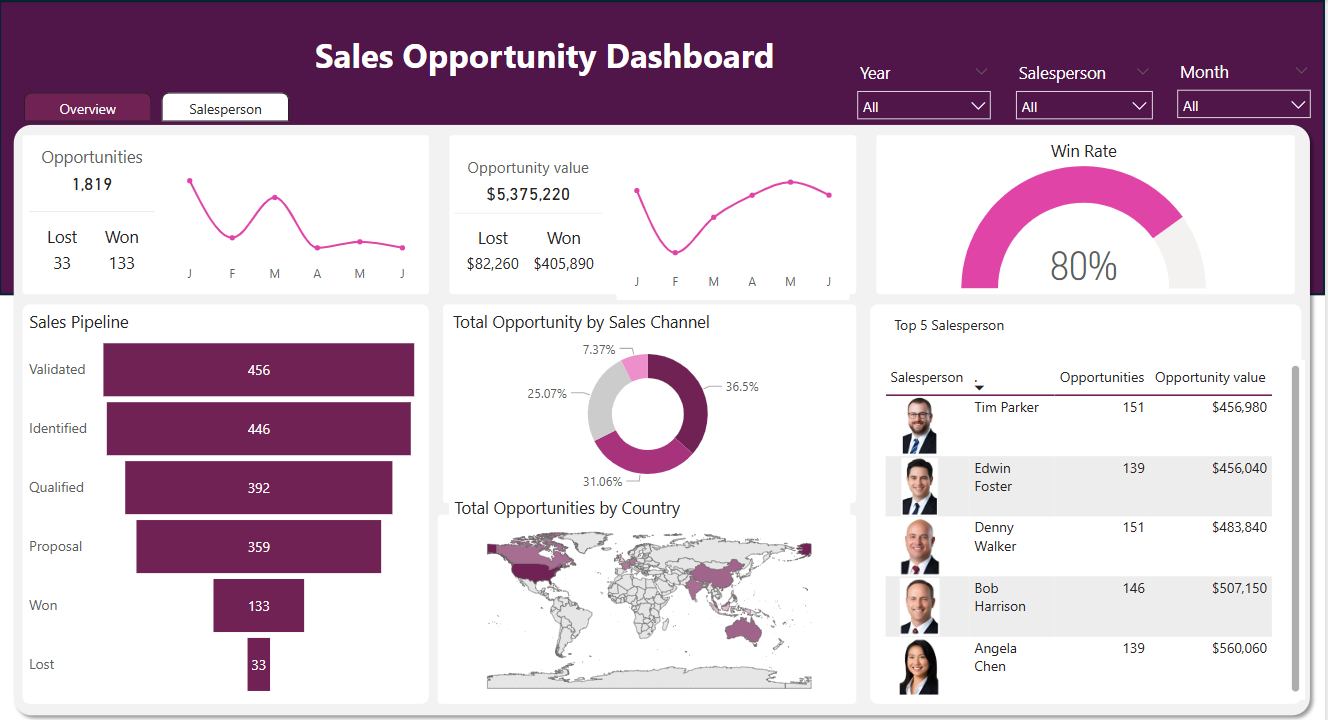 Sales Opportunity Dashboard
Year Salesperson Month
All All All
Overview Salesperson
Opportunities
1,819
Lost Won
33 133
J F M A M J
Opportunity value
$5,375,220
Lost Won
$82,260 $405,890
J F M A M J
Win Rate
80%
Sales Pipeline
Validated 456
Identified 446
Qualified 392
Proposal 359
Won 133
Lost 33
Total Opportunity by Sales Channel
7.37%
36.5%
25.07%
31.06%
Total Opportunities by Country
Top 5 Salesperson
Salesperson . Opportunities Opportunity value
Tim Parker 151 $456,980
Edwin 139 $456,040
Foster
Denny 151 $483,840
Walker
Bob 146 $507,150
Harrison
Angela 139 $560,060
Chen